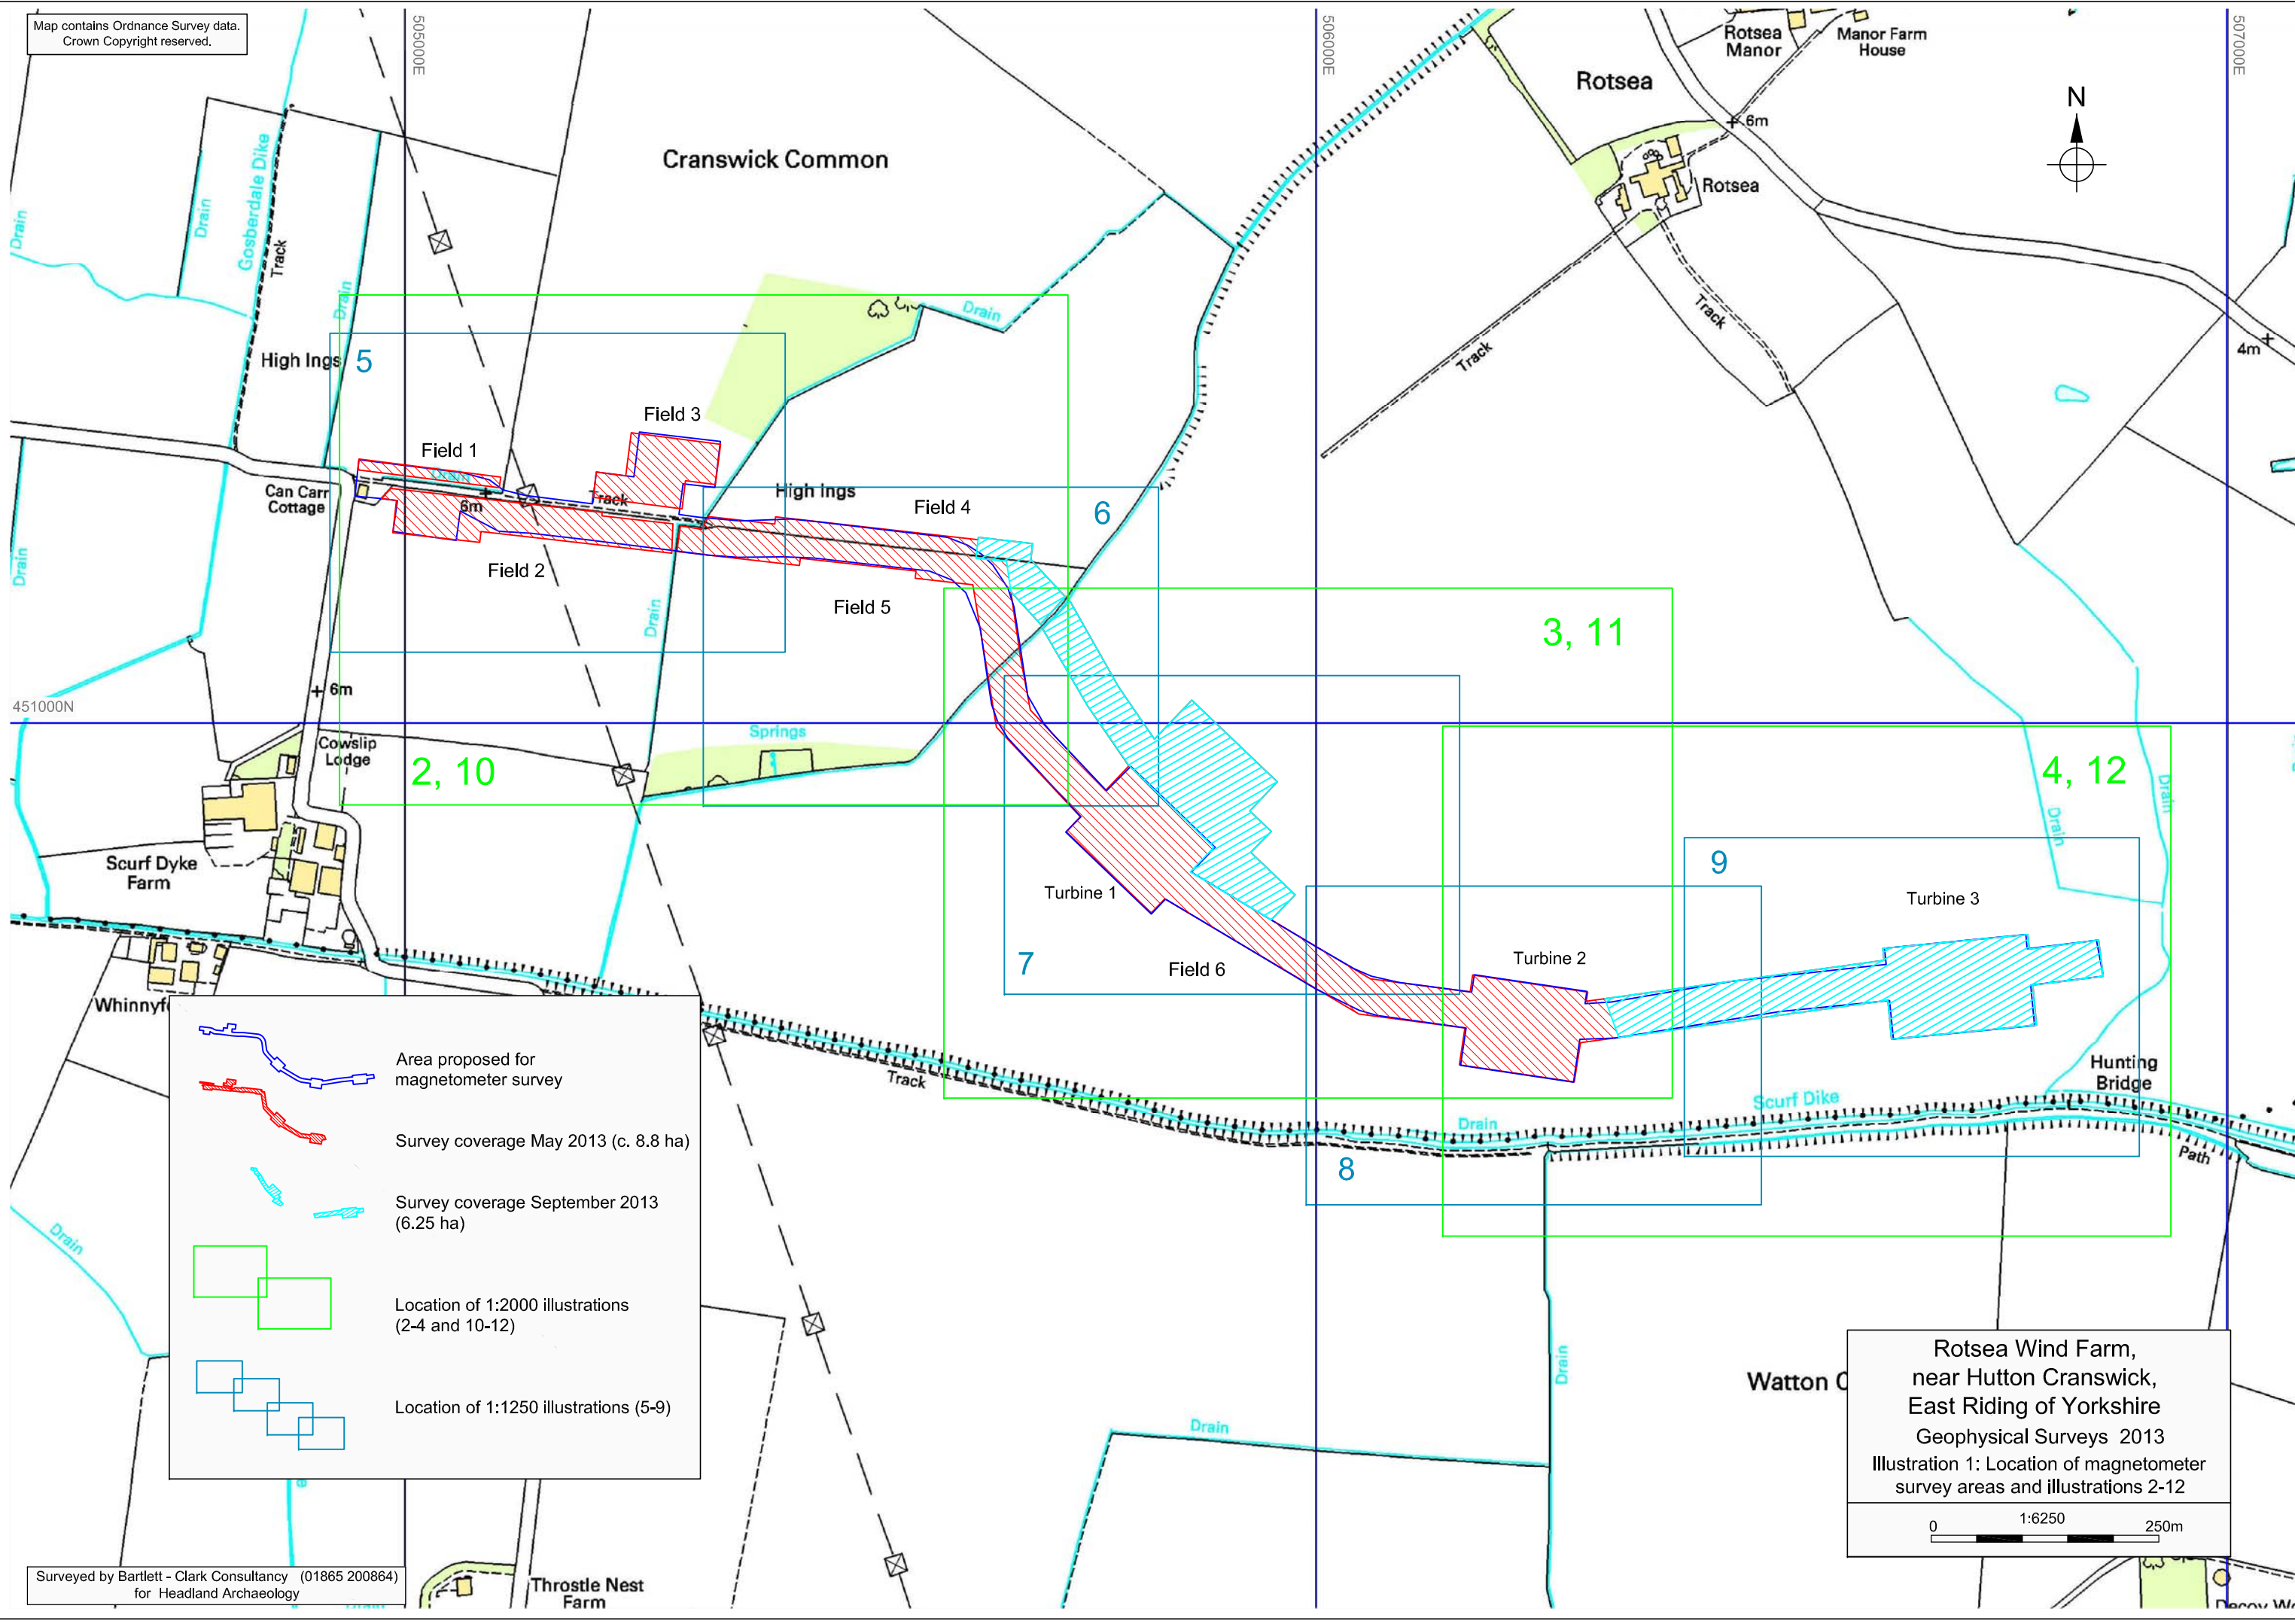 Map contains Ordnance Survey data.
Crown Copyright reserved.
505000E
506000E
507000E
Rotsea
Manor
Manor Farm
House
Rotsea
6m
N
Rotsea
Cranswick Common
Gosberdale Dike
Drain
Drain
Track
Drain
Drain
Track
Track
4m
High Ings
5
Field 3
Field 1
Drain
6m
Track
High Ings
Can Carr
Cottage
Field 4
6
Drain
Field 2
Field 5
Drain
3, 11
6m
451000N
Springs
Cowslip
Lodge
2, 10
4, 12
Drain
Drain
Scurf Dyke
Farm
9
Turbine 1
Turbine 3
7
Field 6
Turbine 2
Whinnyf
Hunting
Bridge
Track
Scurf Dike
Drain
8
Path
Area proposed for
magnetometer survey
Survey coverage May 2013 (c. 8.8 ha)
Survey coverage September 2013
(6.25 ha)
Location of 1:2000 illustrations
(2-4 and 10-12)
Location of 1:1250 illustrations (5-9)
Drain
Drain
Drain
Watton C
Rotsea Wind Farm,
near Hutton Cranswick,
East Riding of Yorkshire
Geophysical Surveys 2013
Illustration 1: Location of magnetometer
survey areas and illustrations 2-12
1:6250
0
250m
Surveyed by Bartlett - Clark Consultancy (01865 200864)
for Headland Archaeology
Throstle Nest
Farm